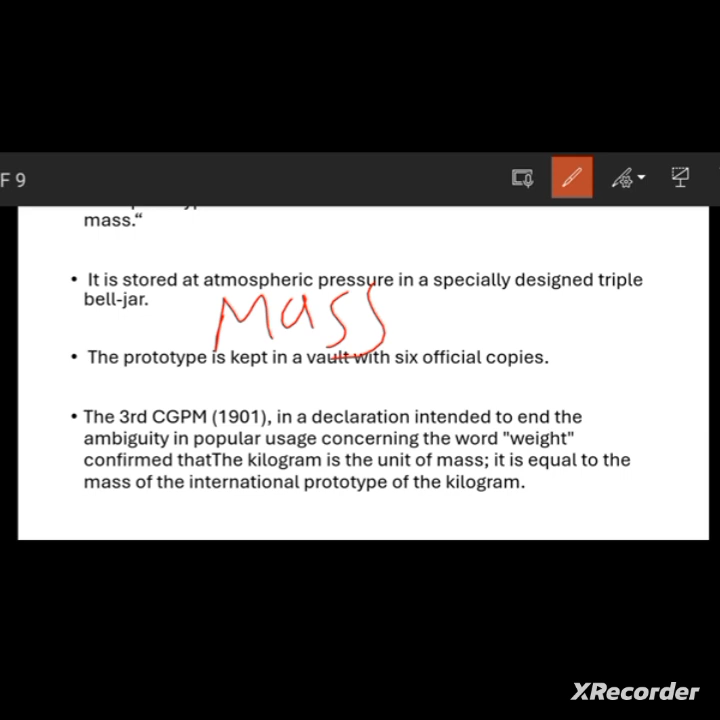 F 9
mass.“
• It is stored at atmospheric pressure in a specially designed triple
bell-jar.
Mass
• The prototype is kept in a vault with six official copies.
• The 3rd CGPM (1901), in a declaration intended to end the
ambiguity in popular usage concerning the word "weight"
confirmed thatThe kilogram is the unit of mass; it is equal to the
mass of the international prototype of the kilogram.
XRecorder